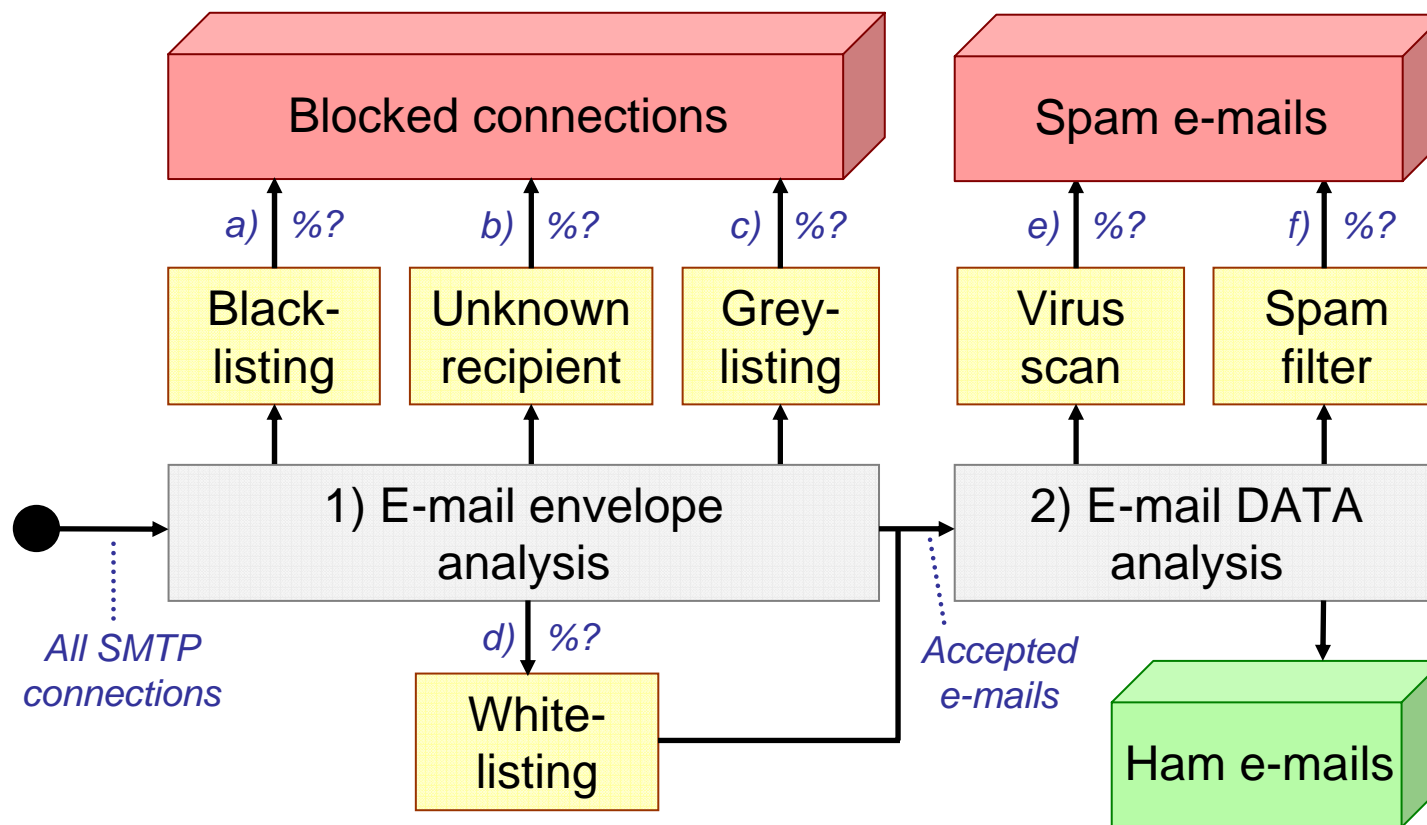 Blocked connections
Spam e-mails
a) %?
b) %?
c) %?
e) %?
f) %?
Black-
listing
Unknown
recipient
Grey-
listing
Virus
scan
Spam
filter
1) E-mail envelope
analysis
2) E-mail DATA
analysis
All SMTP
connections
d) %?
Accepted
e-mails
White-
listing
Ham e-mails